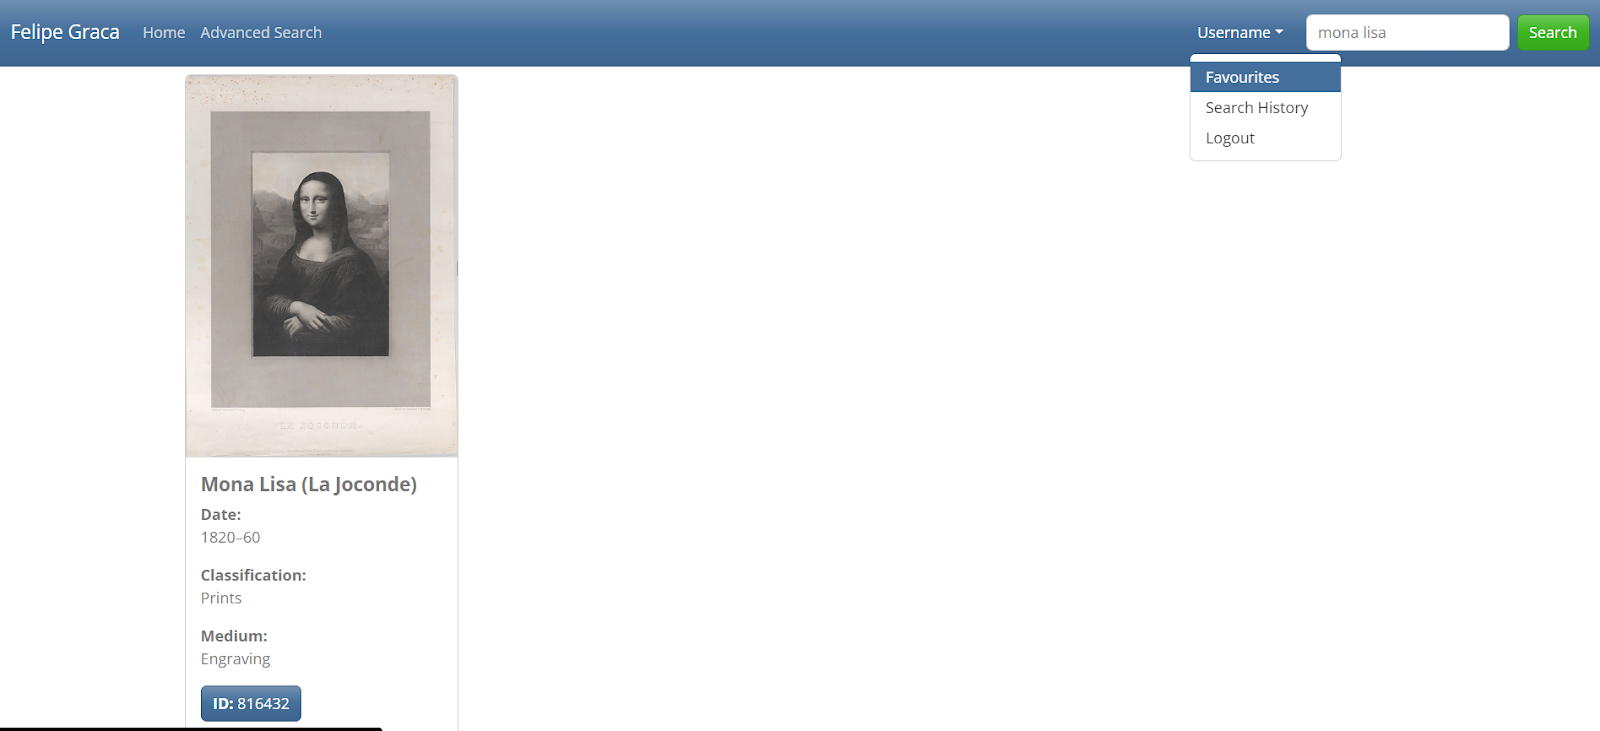 Felipe Graca Home Advanced Search Username mona lisa Search
Favourites
Search History
Logout
LA JOCONDE.
Mona Lisa (La Joconde)
Date:
1820–60
Classification:
Prints
Medium:
Engraving
ID: 816432